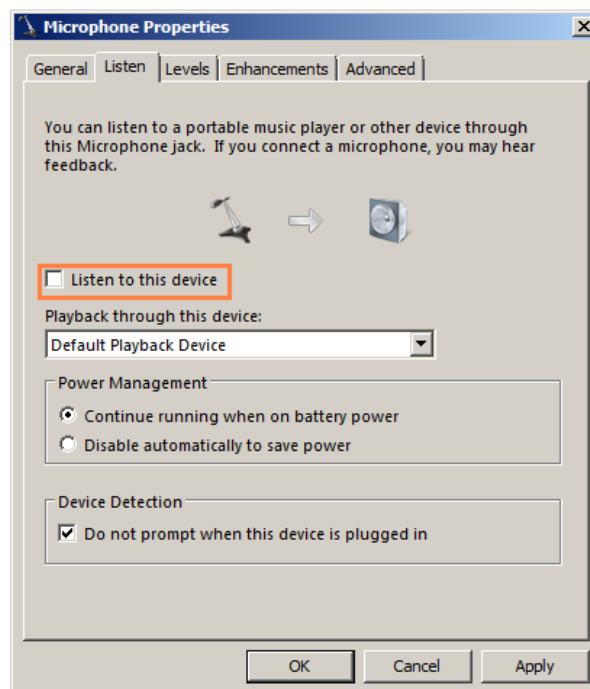 Microphone Properties
General Listen Levels Enhancements Advanced
You can listen to a portable music player or other device through
this Microphone jack. If you connect a microphone, you may hear
feedback.
Listen to this device
Playback through this device:
Default Playback Device
Power Management
Continue running when on battery power
Disable automatically to save power
Device Detection
Do not prompt when this device is plugged in
OK Cancel Apply